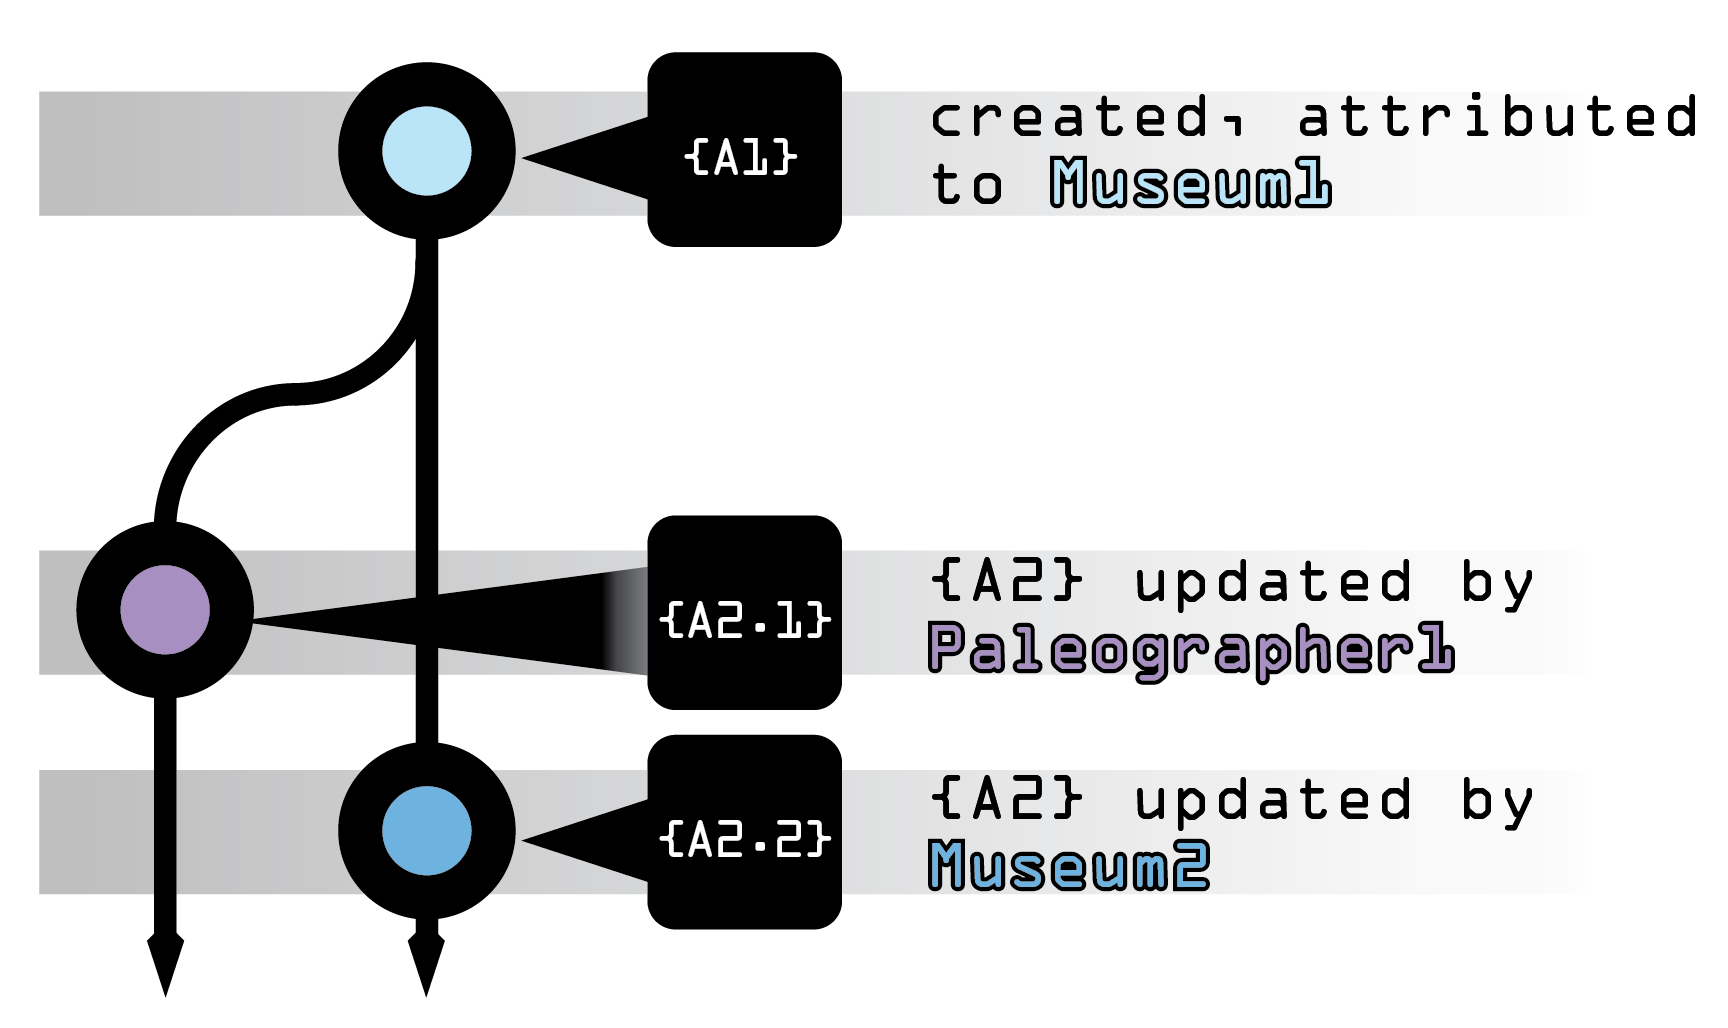 {A1}
created, attributed
to Museum1
{A2.1}
{A2} updated by
Paleographer1
{A2.2}
{A2} updated by
Museum2